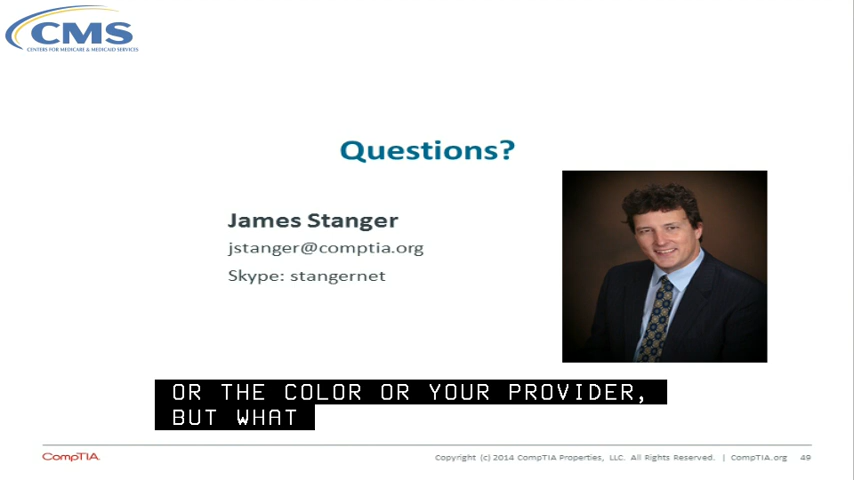 CMS
CENTERS FOR MEDICARE & MEDICAID SERVICES
Questions?
James Stanger
jstanger@comptia.org
Skype: stangernet
OR THE COLOR OR YOUR PROVIDER,
BUT WHAT
CompTIA.
Copyright (c) 2014 CompTIA Properties, LLC. All Rights Reserved. | CompTIA.org 49